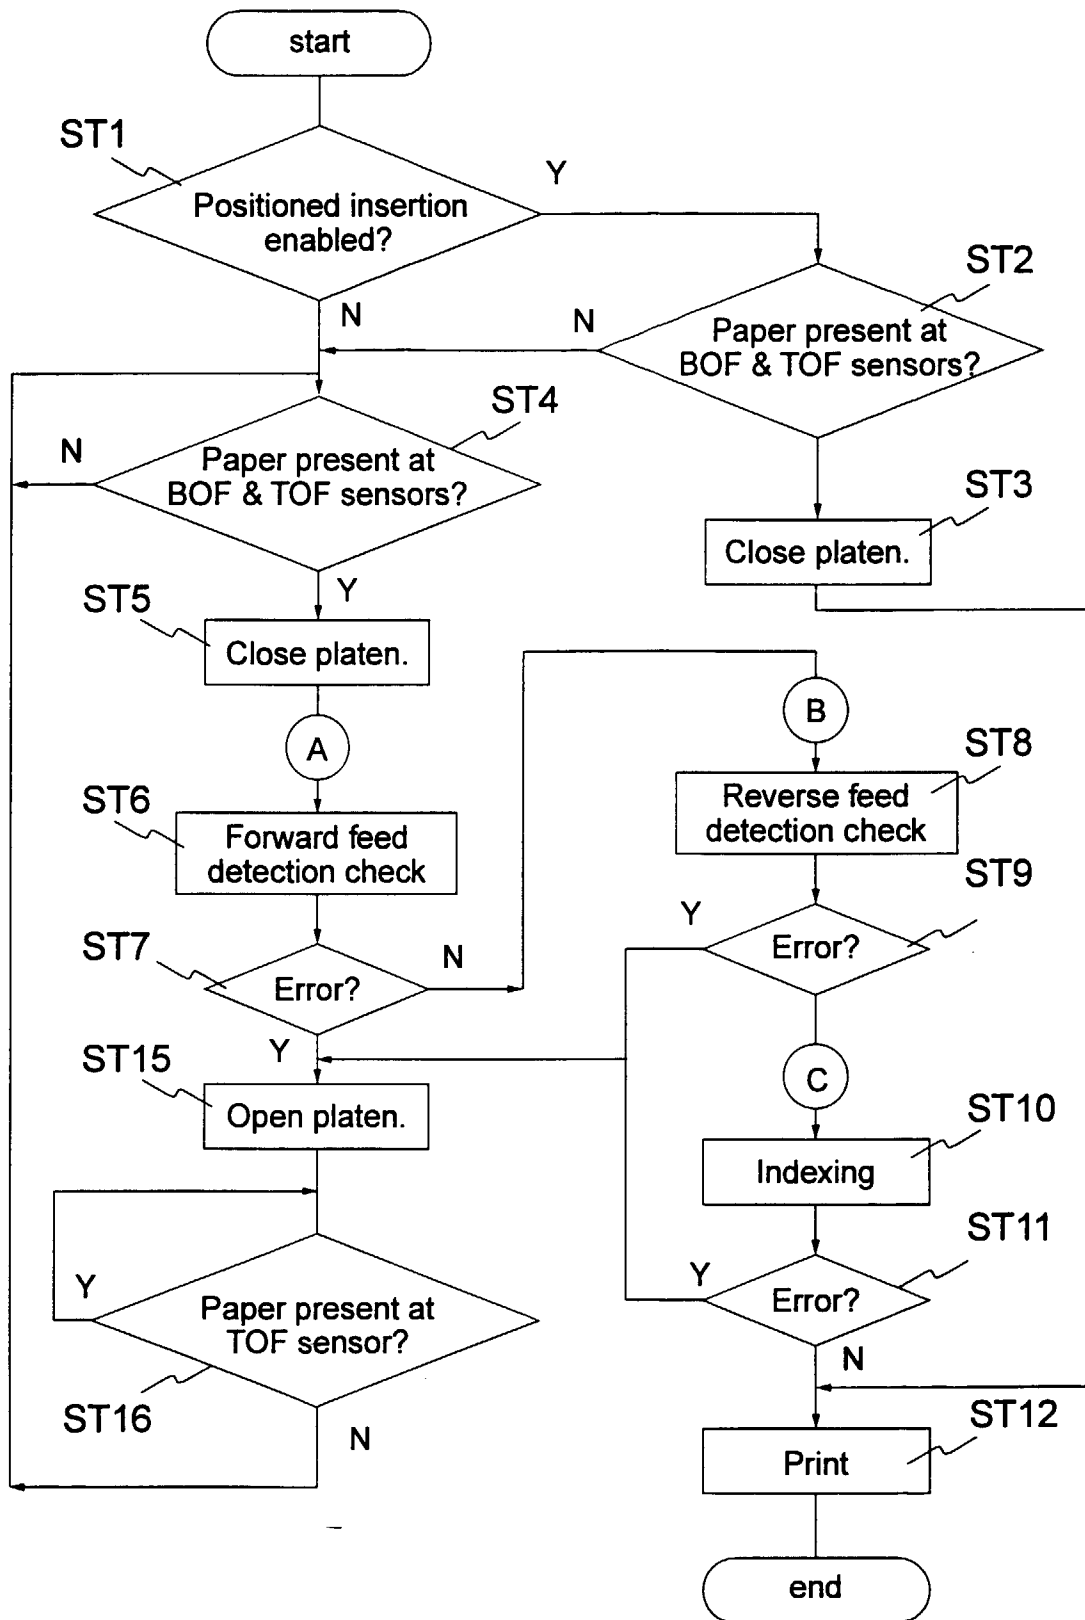 start
ST1
Y
Positioned insertion
enabled?
ST2
N
N
Paper present at
BOF & TOF sensors?
ST4
N
Paper present at
BOF & TOF sensors?
ST3
Close platen.
Y
ST5
Close platen.
B
A
ST8
ST6
Reverse feed
detection check
Forward feed
detection check
ST9
Y
ST7
N
Error?
Error?
Y
ST15
C
Open platen.
ST10
Indexing
ST11
Y
Y
Error?
Paper present at
TOF sensor?
N
ST16
N
ST12
Print
end